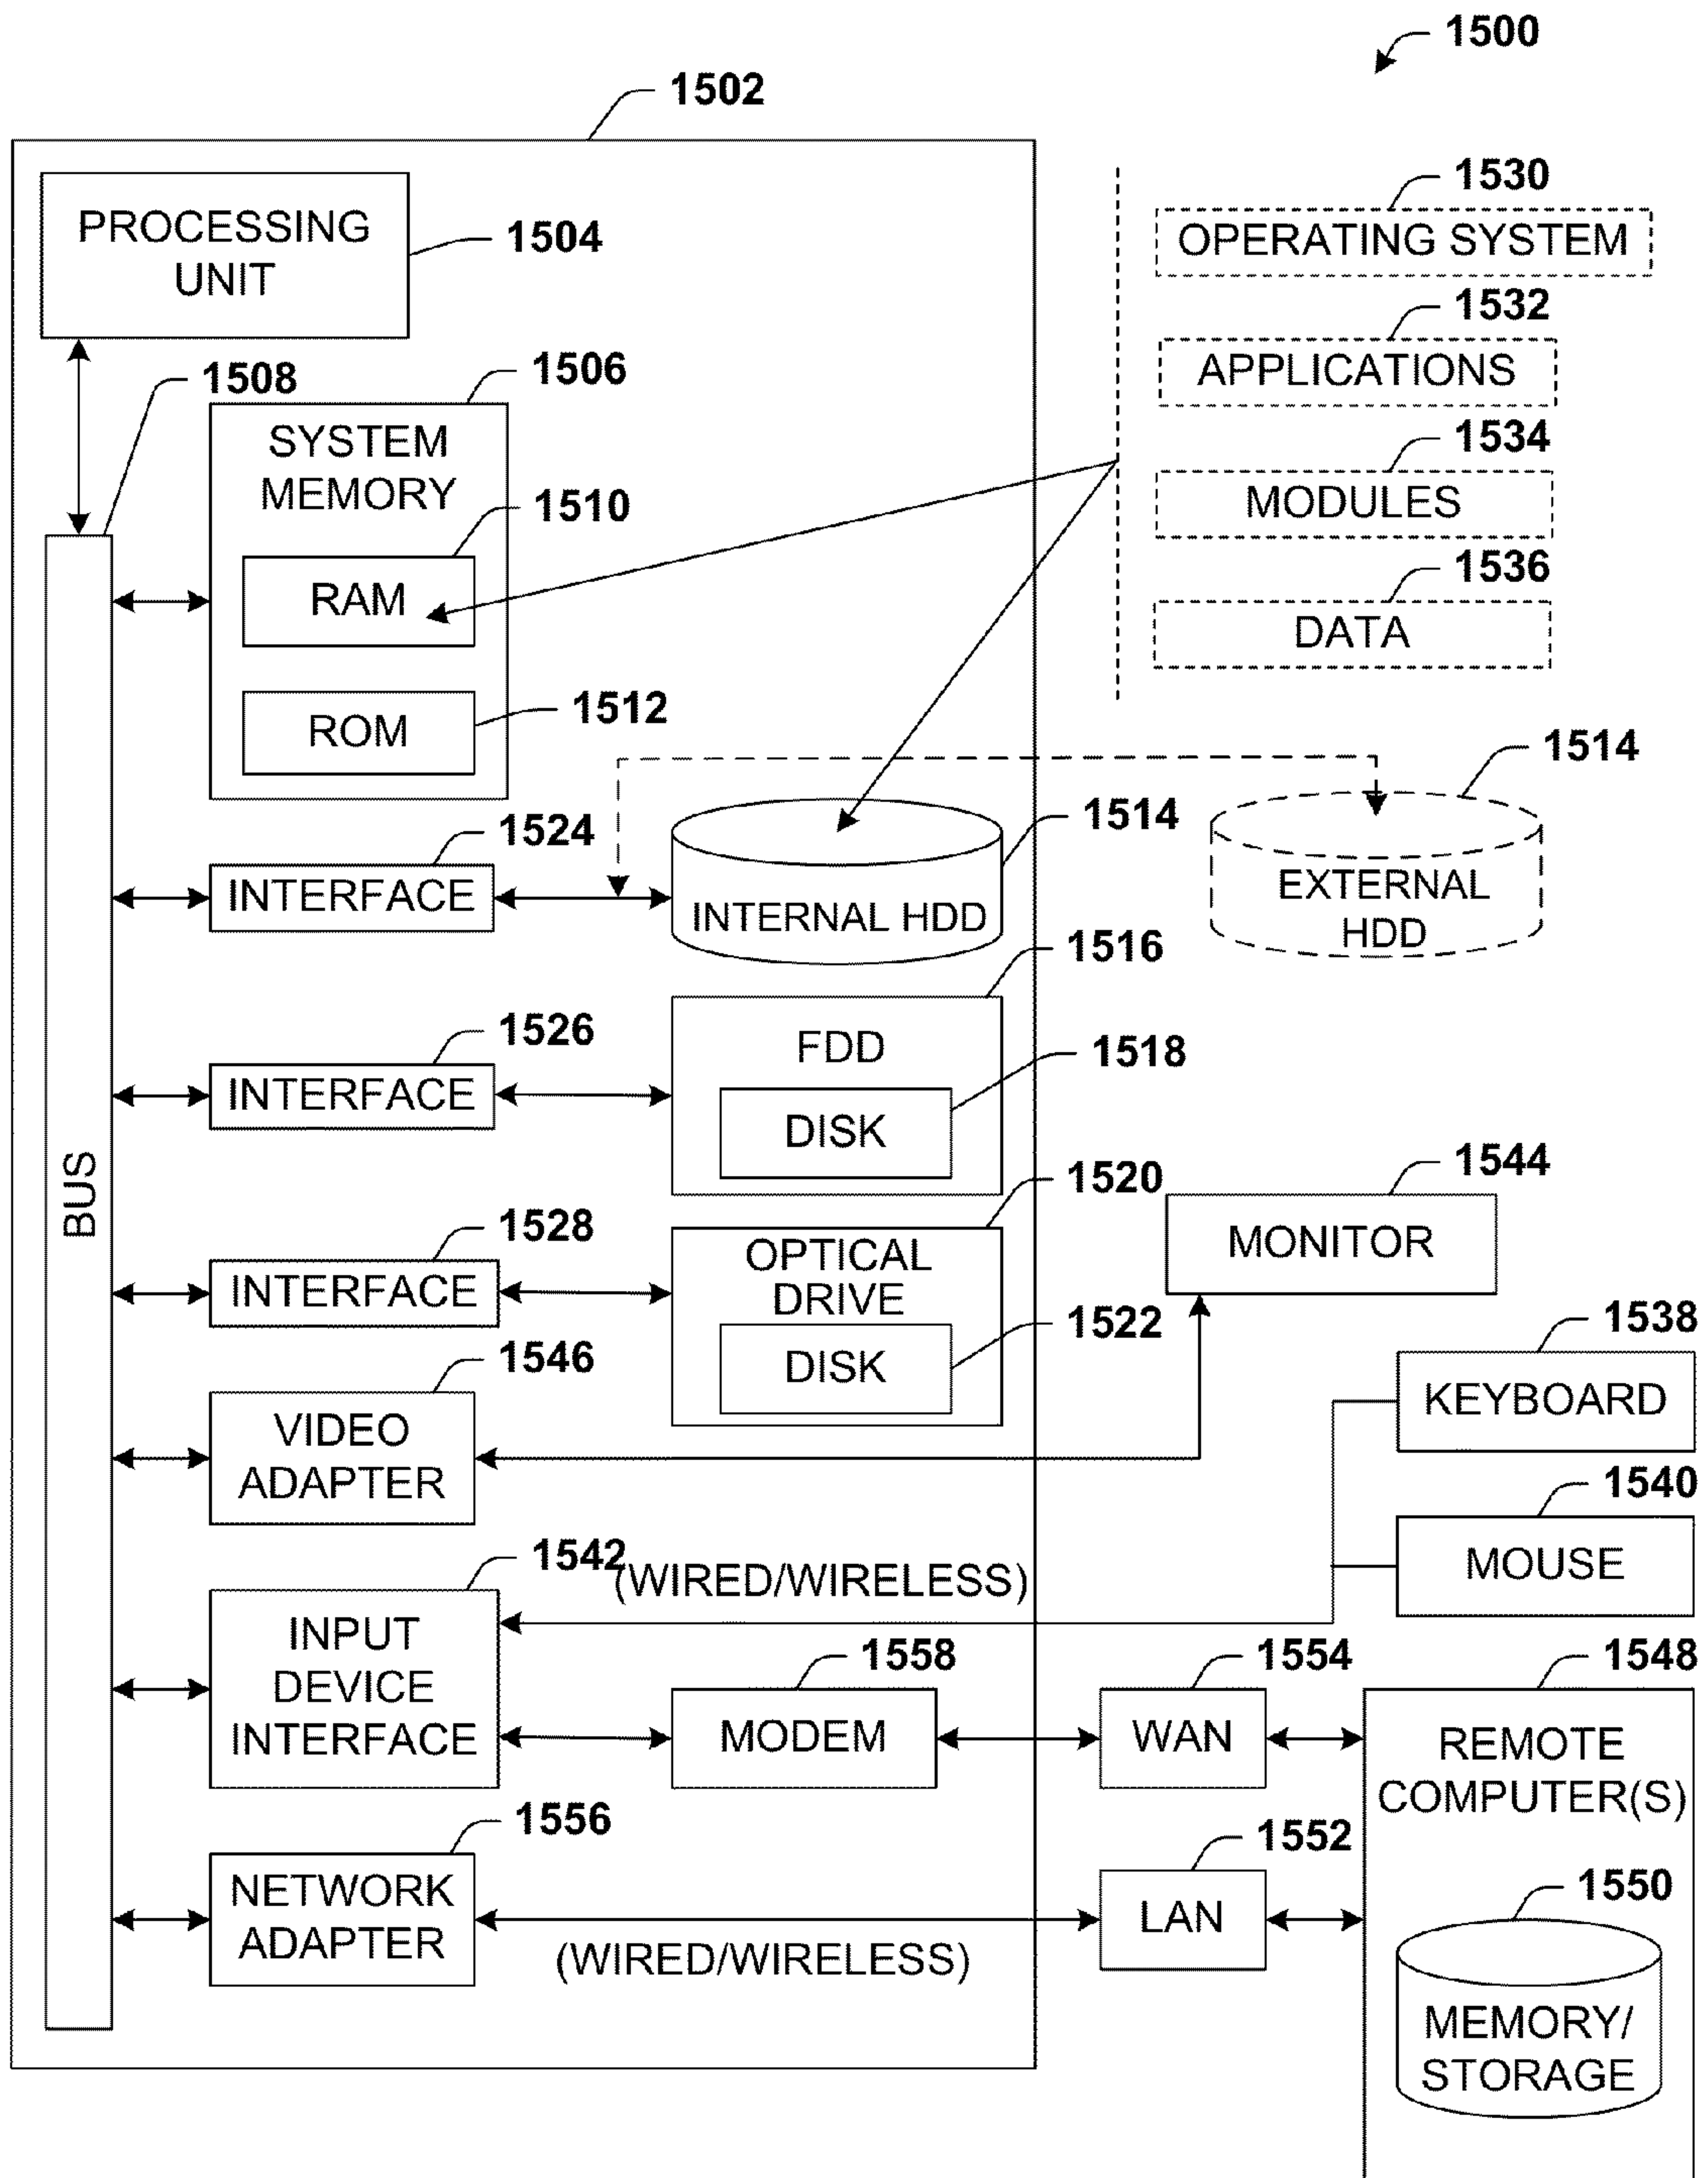 1500
1502
PROCESSING
UNIT
1504
1530
OPERATING SYSTEM
1532
APPLICATIONS
1534
MODULES
1536
DATA
1508
1506
SYSTEM
MEMORY
1510
RAM
1512
ROM
1514
EXTERNAL
HDD
1524
INTERFACE
1514
INTERNAL HDD
1516
FDD
1518
DISK
1526
INTERFACE
BUS
1520
OPTICAL
DRIVE
1522
DISK
1528
INTERFACE
1544
MONITOR
1546
VIDEO
ADAPTER
1538
KEYBOARD
1540
MOUSE
1542
(WIRED/WIRELESS)
INPUT
DEVICE
INTERFACE
1558
MODEM
1554
WAN
1548
REMOTE
COMPUTER(S)
1556
NETWORK
ADAPTER
(WIRED/WIRELESS)
1552
LAN
1550
MEMORY/
STORAGE